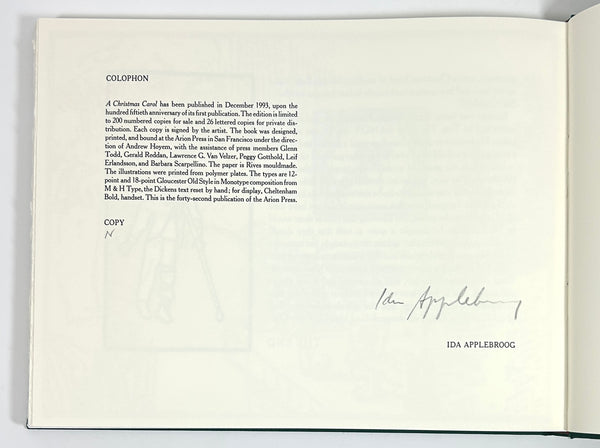 COLOPHON
A Christmas Carol has been published in December 1993, upon the
hundred fiftieth anniversary of its first publication. The edition is limited
to 200 numbered copies for sale and 26 lettered copies for private dis-
tribution. Each copy is signed by the artist. The book was designed,
printed, and bound at the Arion Press in San Francisco under the direc-
tion of Andrew Hoyem, with the assistance of press members Glenn
Todd, Gerald Reddan, Lawrence G. Van Velzer, Peggy Gotthold, Leif
Erlandsson, and Barbara Scarpellino. The paper is Rives mouldmade.
The illustrations were printed from polymer plates. The types are 12-
point and 18-point Gloucester Old Style in Monotype composition from
M & H Type, the Dickens text reset by hand; for display, Cheltenham
Bold, handset. This is the forty-second publication of the Arion Press.
COPY
N
Ida Applebroog
IDA APPLEBROOG